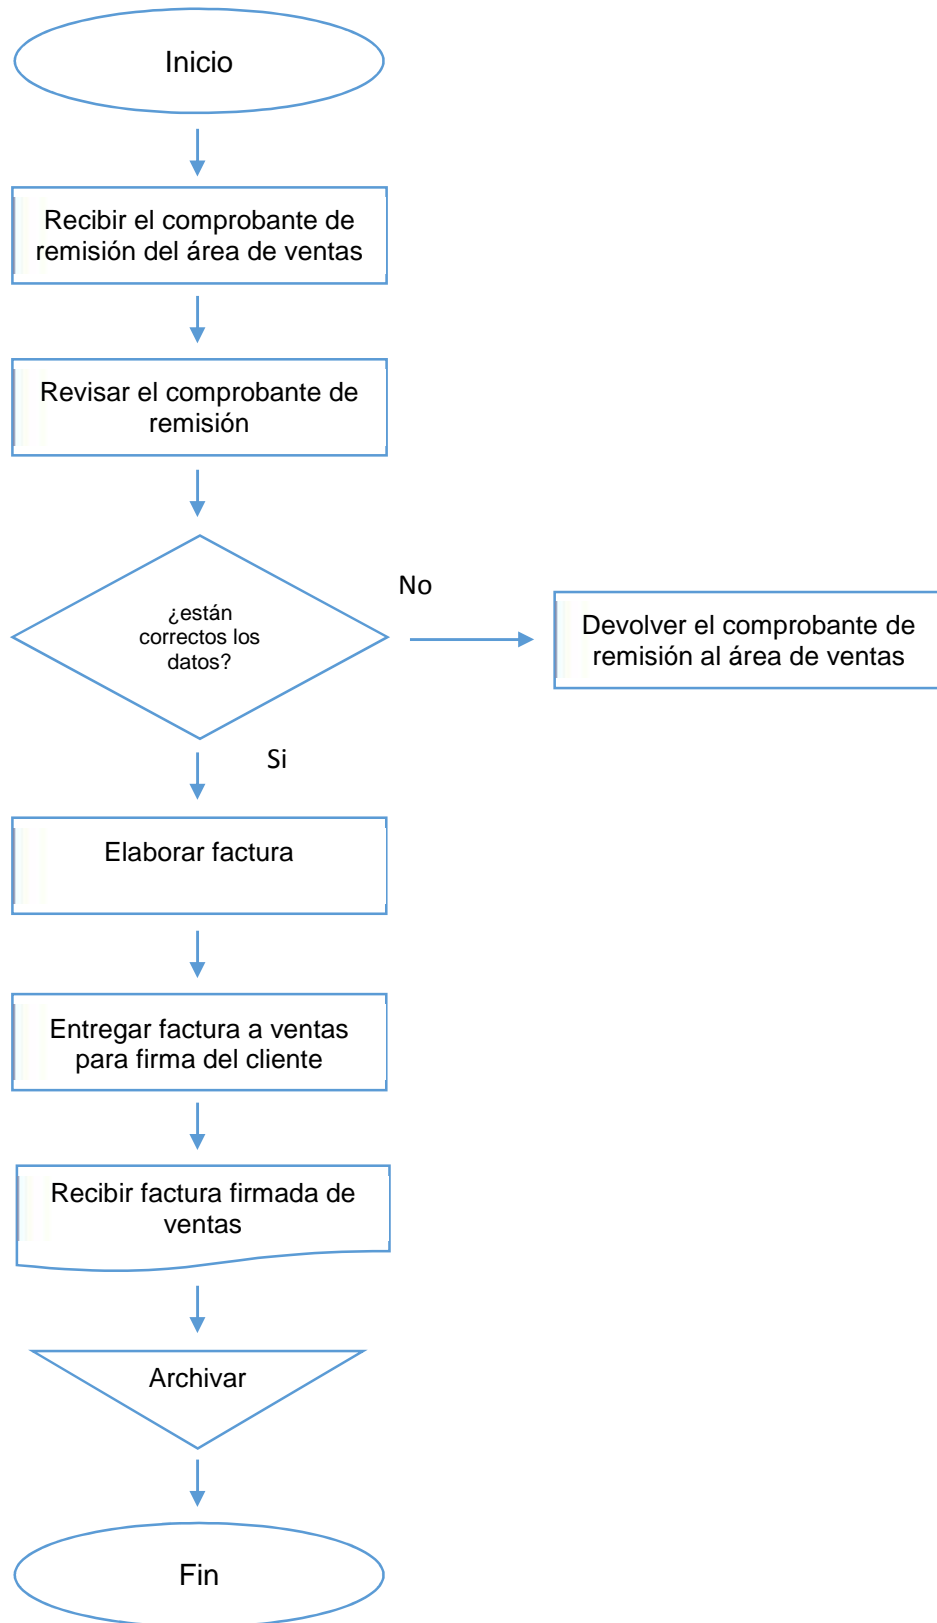 Inicio
Recibir el comprobante de
remisión del área de ventas
Revisar el comprobante de
remisión
¿están
correctos los
datos?
No
Devolver el comprobante de
remisión al área de ventas
Si
Elaborar factura
Entregar factura a ventas
para firma del cliente
Recibir factura firmada de
ventas
Archivar
Fin